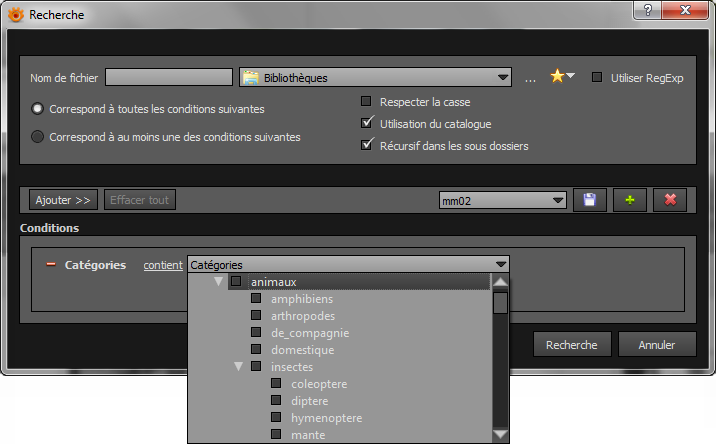 Recherche
Nom de fichier Bibliothèques ... Utiliser RegExp
Correspond à toutes les conditions suivantes
Respecter la casse
Correspond à au moins une des conditions suivantes
Utilisation du catalogue
Récursif dans les sous dossiers
Ajouter >> Effacer tout mm02
Conditions
Catégories contient Catégories
animaux
amphibiens
arthropodes
de_compagnie
domestique
insectes
coleoptere
diptere
hymenoptere
mante
Recherche Annuler